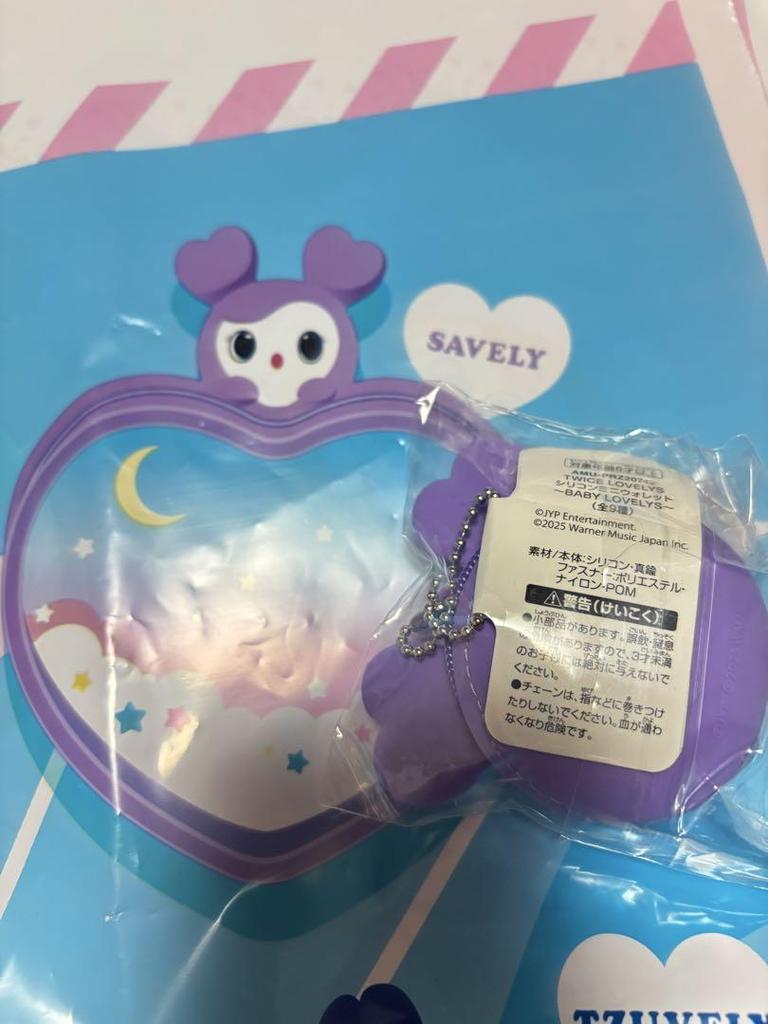 SAVELY
対象年齢6才以上
TWICE LOVELYS
シリコンミニウォレット
～BABY LOVELYS～
(全9種)
©JYP Entertainment.
©2025 Warner Music Japan Inc.
素材/本体:シリコン・真鍮
ファスナー:ポリエステル・
ナイロン・POM
⚠警告(けいこく)
●小部品があります。誤飲・窒息
の可能がありますので、3才未満
のお子様には絶対に与えないで
ください。
●チェーンは、指などに巻きつけ
たりしないでください。血が通わ
なくなり危険です。
TZUVELY